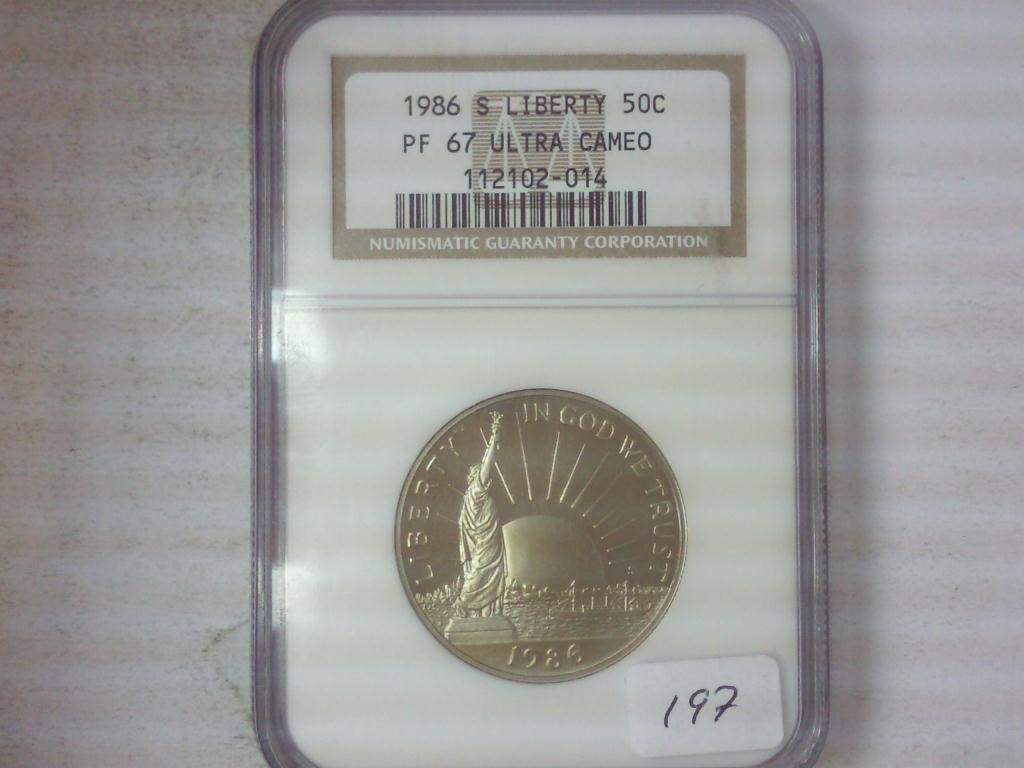 1986 S LIBERTY 50C
PF 67 ULTRA CAMEO
112102-014
NUMISMATIC GUARANTY CORPORATION
LIBERTY
IN GOD WE TRUST
1986
197